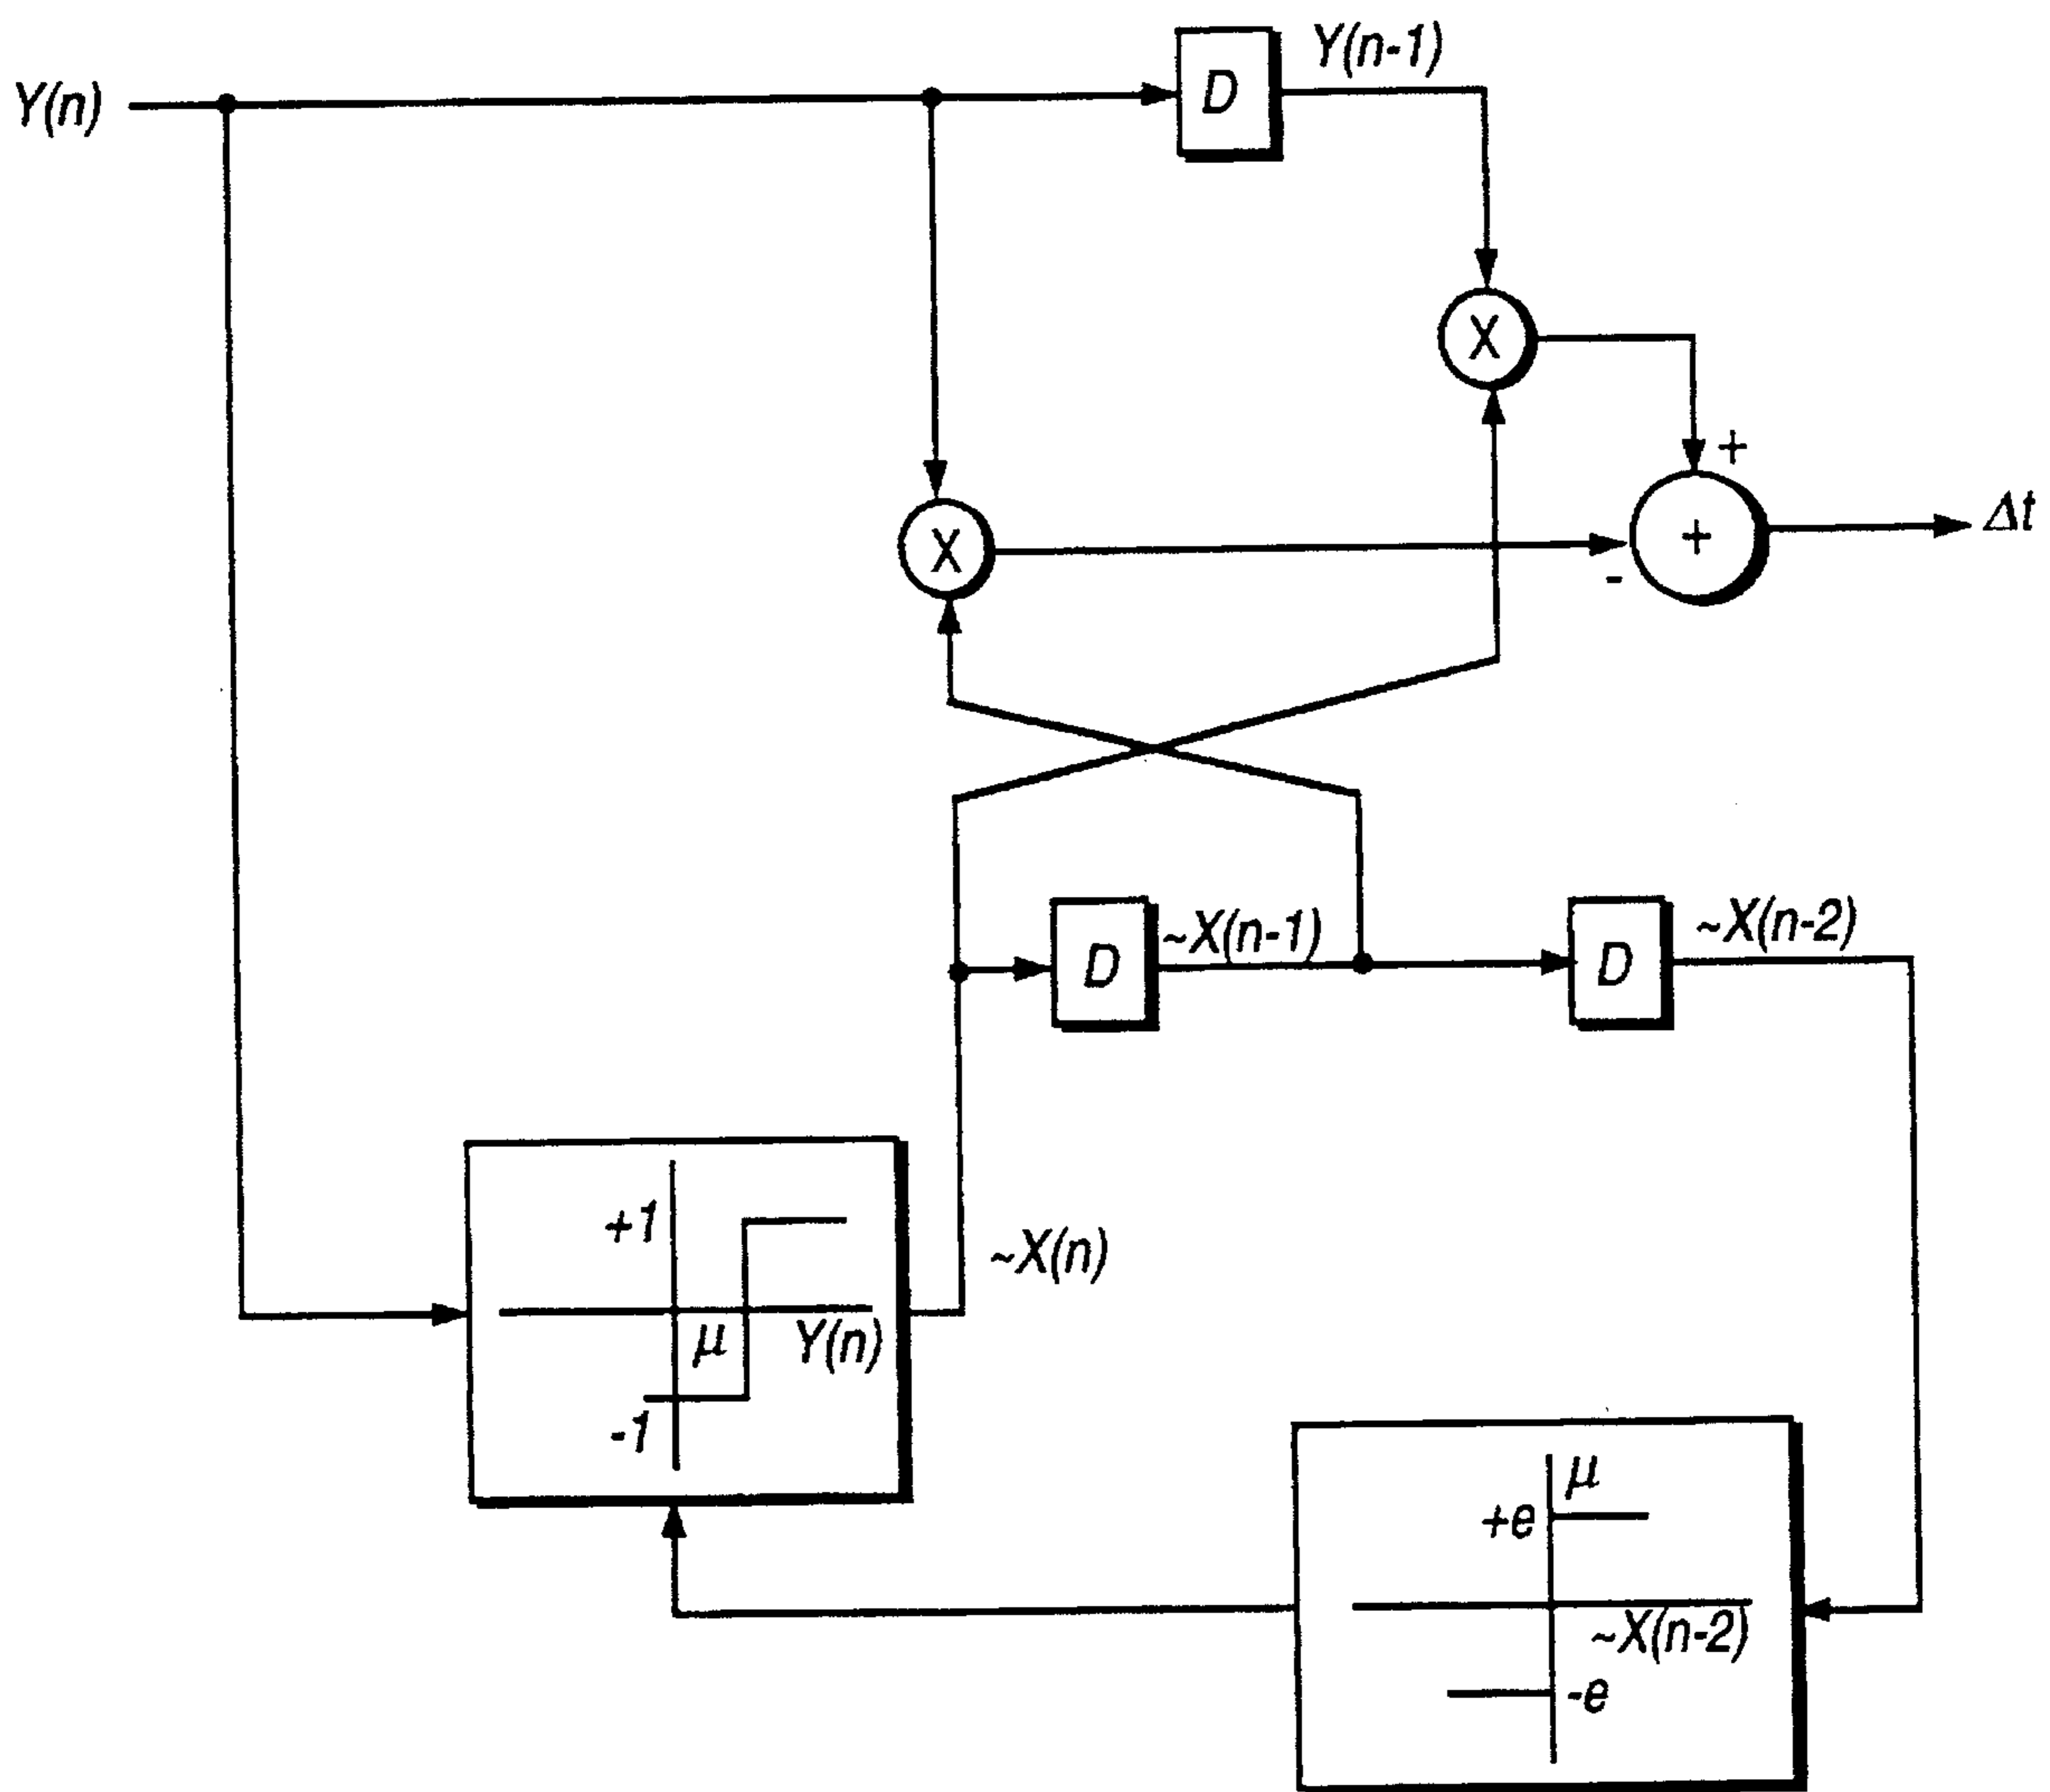 Y(n-1)
Y(n)
D
X
+
Δt
X
+
-
~X(n-1)
~X(n-2)
D
D
+1
~X(n)
μ
Y(n)
-1
μ
+e
~X(n-2)
-e